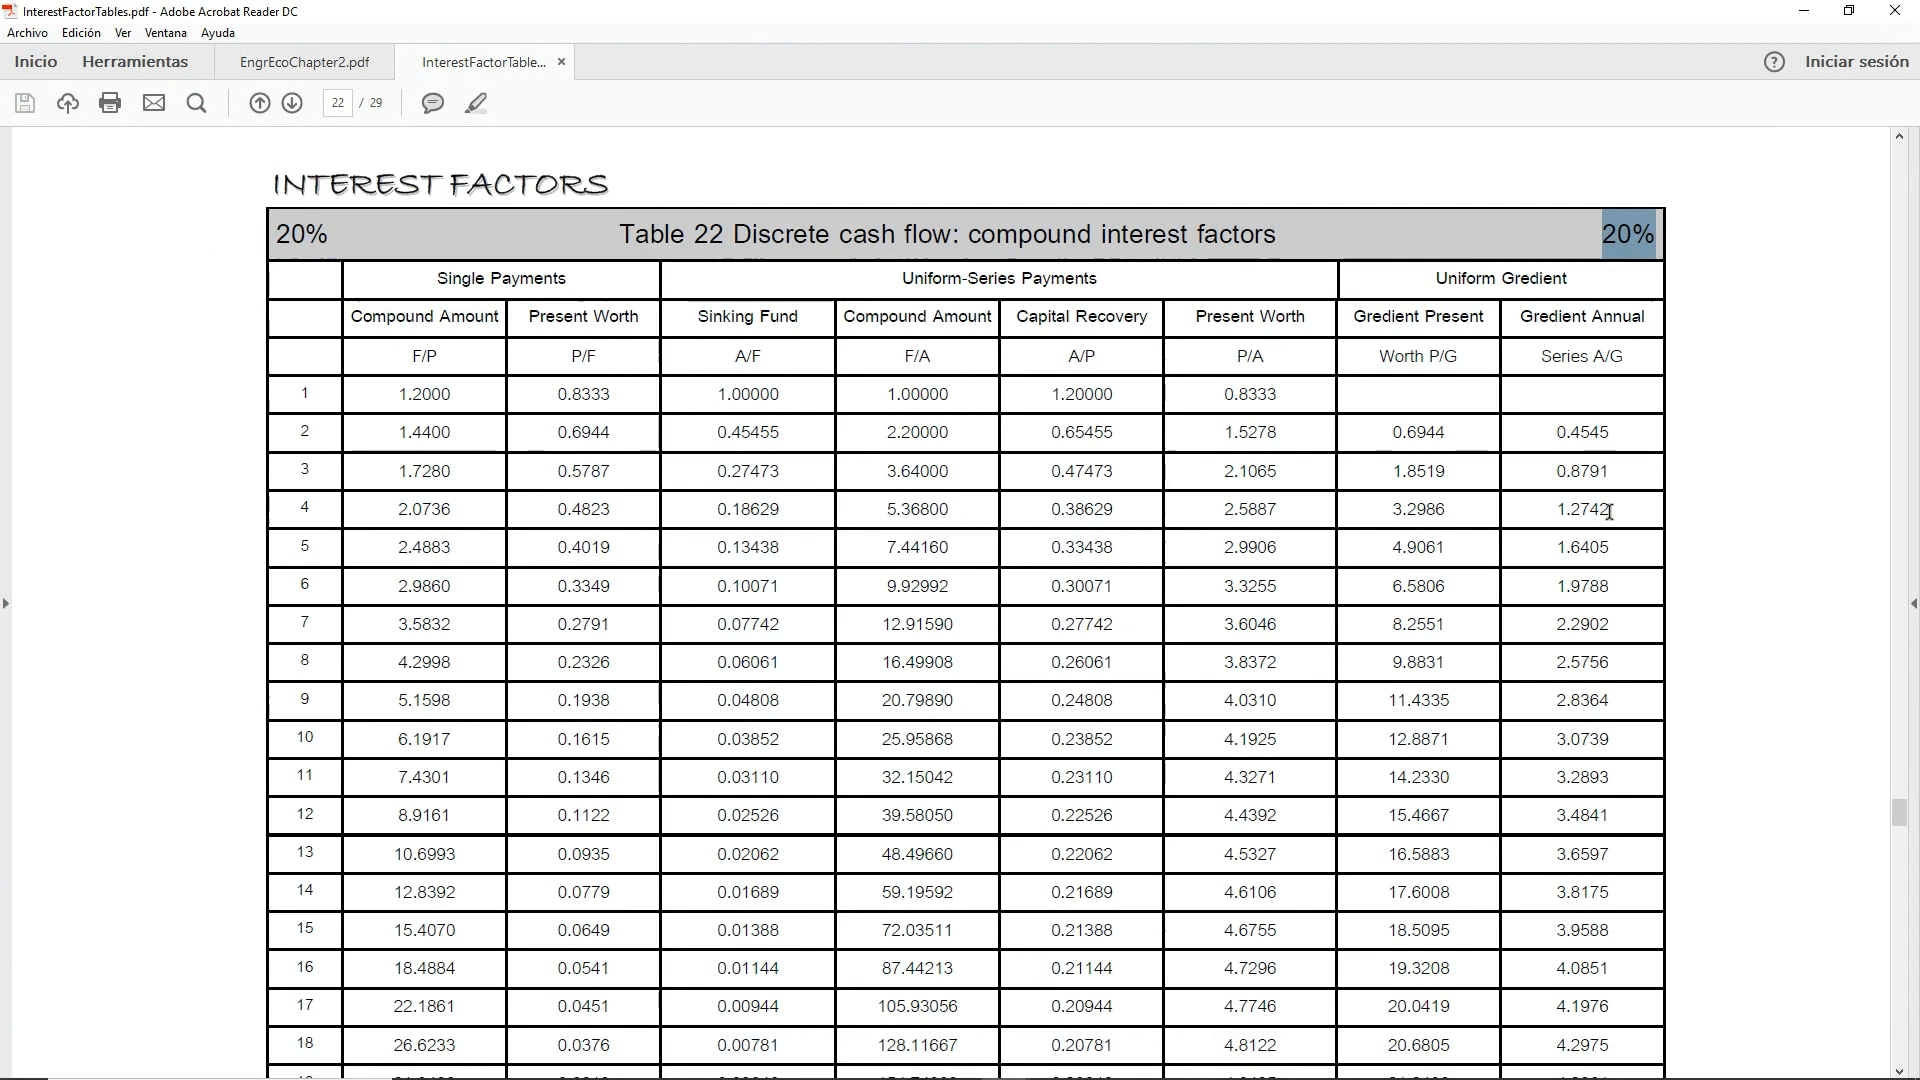 InterestFactorTables.pdf - Adobe Acrobat Reader DC
Archivo Edición Ver Ventana Ayuda
Inicio Herramientas EngrEcoChapter2.pdf InterestFactorTable... × ? Iniciar sesión
22 / 29
INTEREST FACTORS
20% Table 22 Discrete cash flow: compound interest factors 20%
Single Payments Uniform-Series Payments Uniform Gredient
Compound Amount Present Worth Sinking Fund Compound Amount Capital Recovery Present Worth Gredient Present Gredient Annual
F/P P/F A/F F/A A/P P/A Worth P/G Series A/G
1 1.2000 0.8333 1.00000 1.00000 1.20000 0.8333
2 1.4400 0.6944 0.45455 2.20000 0.65455 1.5278 0.6944 0.4545
3 1.7280 0.5787 0.27473 3.64000 0.47473 2.1065 1.8519 0.8791
4 2.0736 0.4823 0.18629 5.36800 0.38629 2.5887 3.2986 1.2742
5 2.4883 0.4019 0.13438 7.44160 0.33438 2.9906 4.9061 1.6405
6 2.9860 0.3349 0.10071 9.92992 0.30071 3.3255 6.5806 1.9788
7 3.5832 0.2791 0.07742 12.91590 0.27742 3.6046 8.2551 2.2902
8 4.2998 0.2326 0.06061 16.49908 0.26061 3.8372 9.8831 2.5756
9 5.1598 0.1938 0.04808 20.79890 0.24808 4.0310 11.4335 2.8364
10 6.1917 0.1615 0.03852 25.95868 0.23852 4.1925 12.8871 3.0739
11 7.4301 0.1346 0.03110 32.15042 0.23110 4.3271 14.2330 3.2893
12 8.9161 0.1122 0.02526 39.58050 0.22526 4.4392 15.4667 3.4841
13 10.6993 0.0935 0.02062 48.49660 0.22062 4.5327 16.5883 3.6597
14 12.8392 0.0779 0.01689 59.19592 0.21689 4.6106 17.6008 3.8175
15 15.4070 0.0649 0.01388 72.03511 0.21388 4.6755 18.5095 3.9588
16 18.4884 0.0541 0.01144 87.44213 0.21144 4.7296 19.3208 4.0851
17 22.1861 0.0451 0.00944 105.93056 0.20944 4.7746 20.0419 4.1976
18 26.6233 0.0376 0.00781 128.11667 0.20781 4.8122 20.6805 4.2975